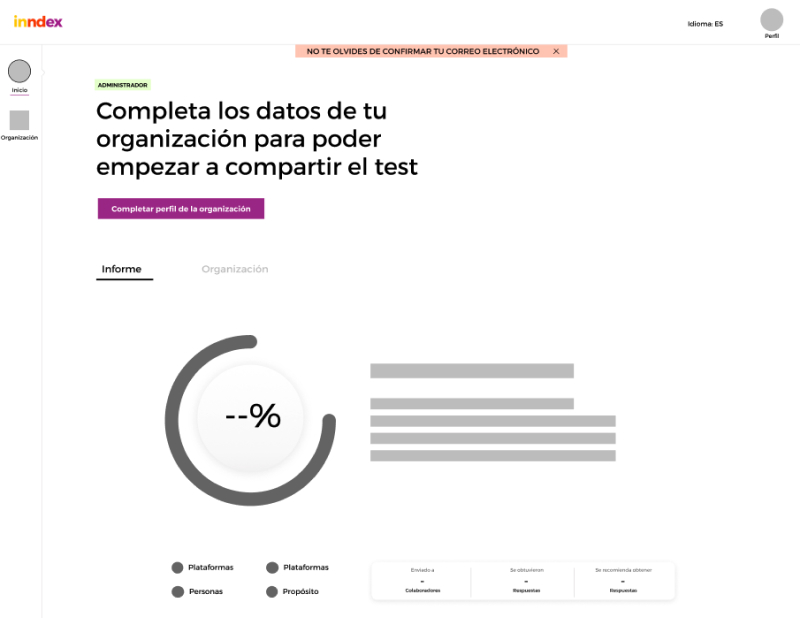 inndex
Idioma: ES
Perfil
NO TE OLVIDES DE CONFIRMAR TU CORREO ELECTRÓNICO ×
Inicio
Organización
ADMINISTRADOR
Completa los datos de tu
organización para poder
empezar a compartir el test
Completar perfil de la organización
Informe
Organización
--%
Plataformas
Plataformas
Personas
Propósito
Enviado a
-
Colaboradores
Se obtuvieron
-
Respuestas
Se recomienda obtener
-
Respuestas